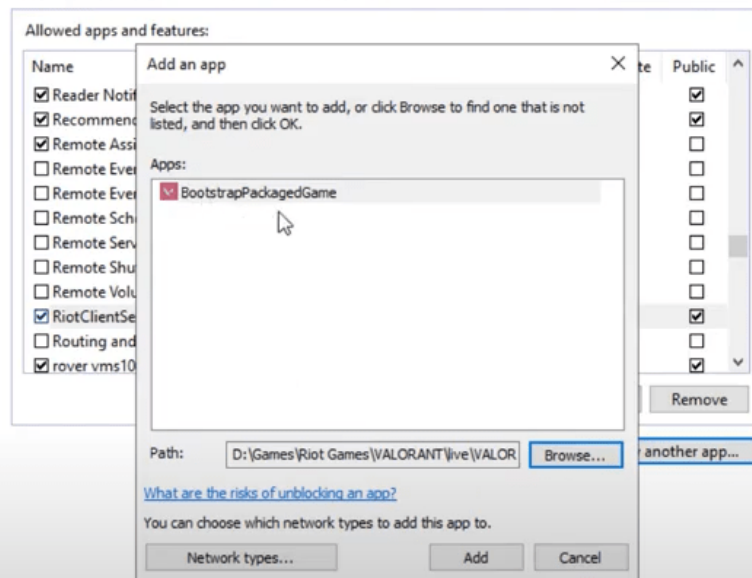 Allowed apps and features:
Name
Public
Add an app
Select the app you want to add, or click Browse to find one that is not
listed, and then click OK.
Apps:
BootstrapPackagedGame
Reader Notif
Recommend
Remote Assi
Remote Even
Remote Even
Remote Sch
Remote Serv
Remote Shu
Remote Volu
RiotClientSe
Routing and
rover vms10
Remove
Path:
D:\Games\Riot Games\VALORANT\live\VALOR
Browse...
another app...
What are the risks of unblocking an app?
You can choose which network types to add this app to.
Network types...
Add
Cancel